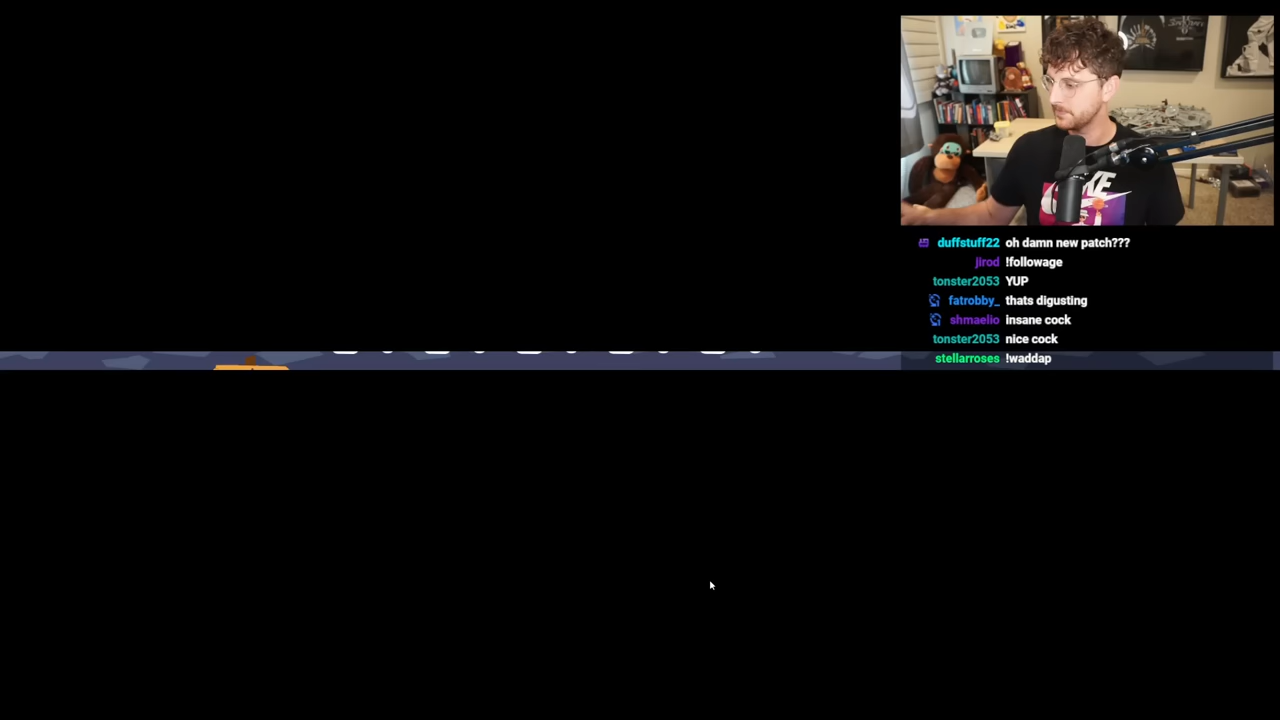 duffstuff22 oh damn new patch???
jirod !followage
tonster2053 YUP
fatrobby_ thats digusting
shmaelio insane cock
tonster2053 nice cock
stellarroses !waddap